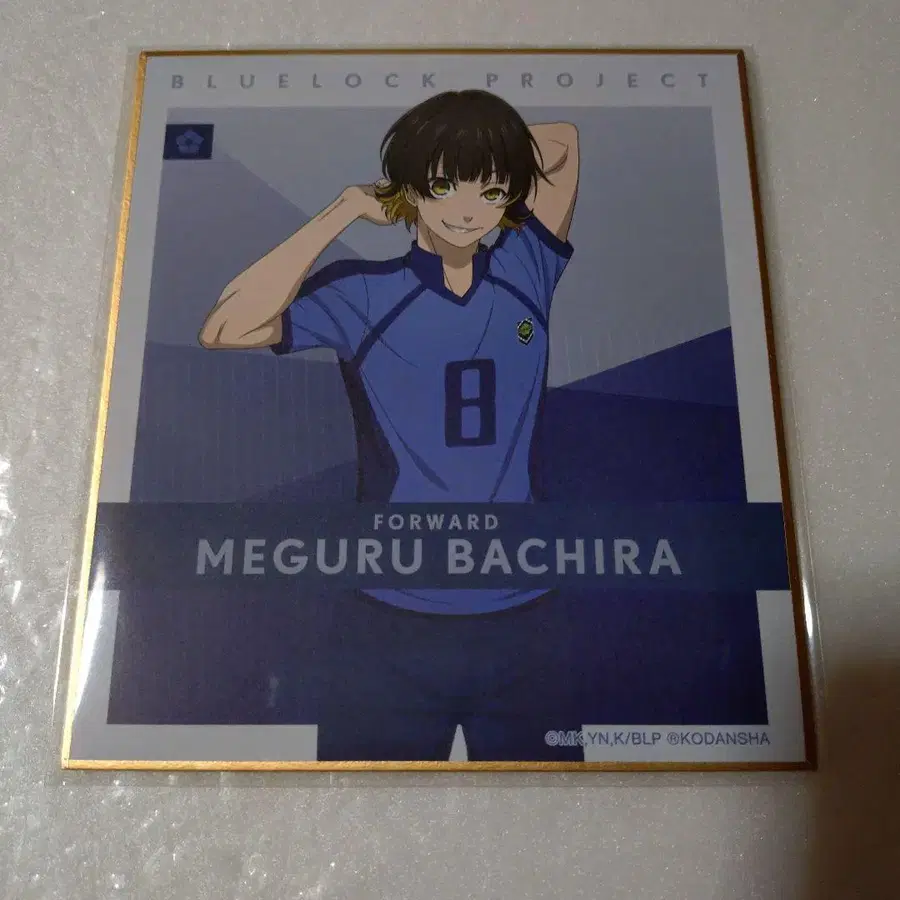 BLUELOCK PROJECT
8
FORWARD
MEGURU BACHIRA
©MK,YN,K/BLP ®KODANSHA